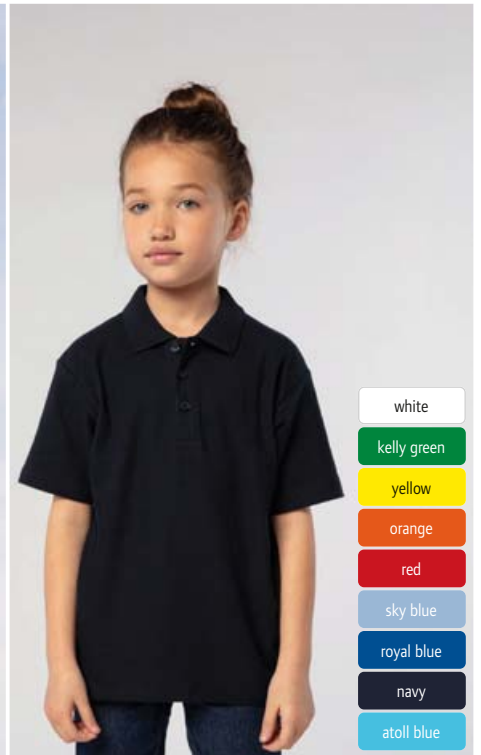 white
kelly green
yellow
orange
red
sky blue
royal blue
navy
atoll blue